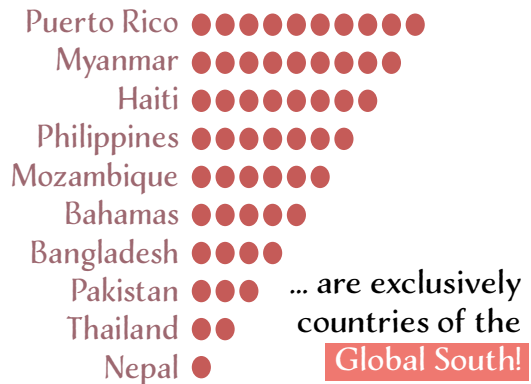 Puerto Rico
Myanmar
Haiti
Philippines
Mozambique
Bahamas
Bangladesh
Pakistan
Thailand
Nepal
... are exclusively
countries of the
Global South!